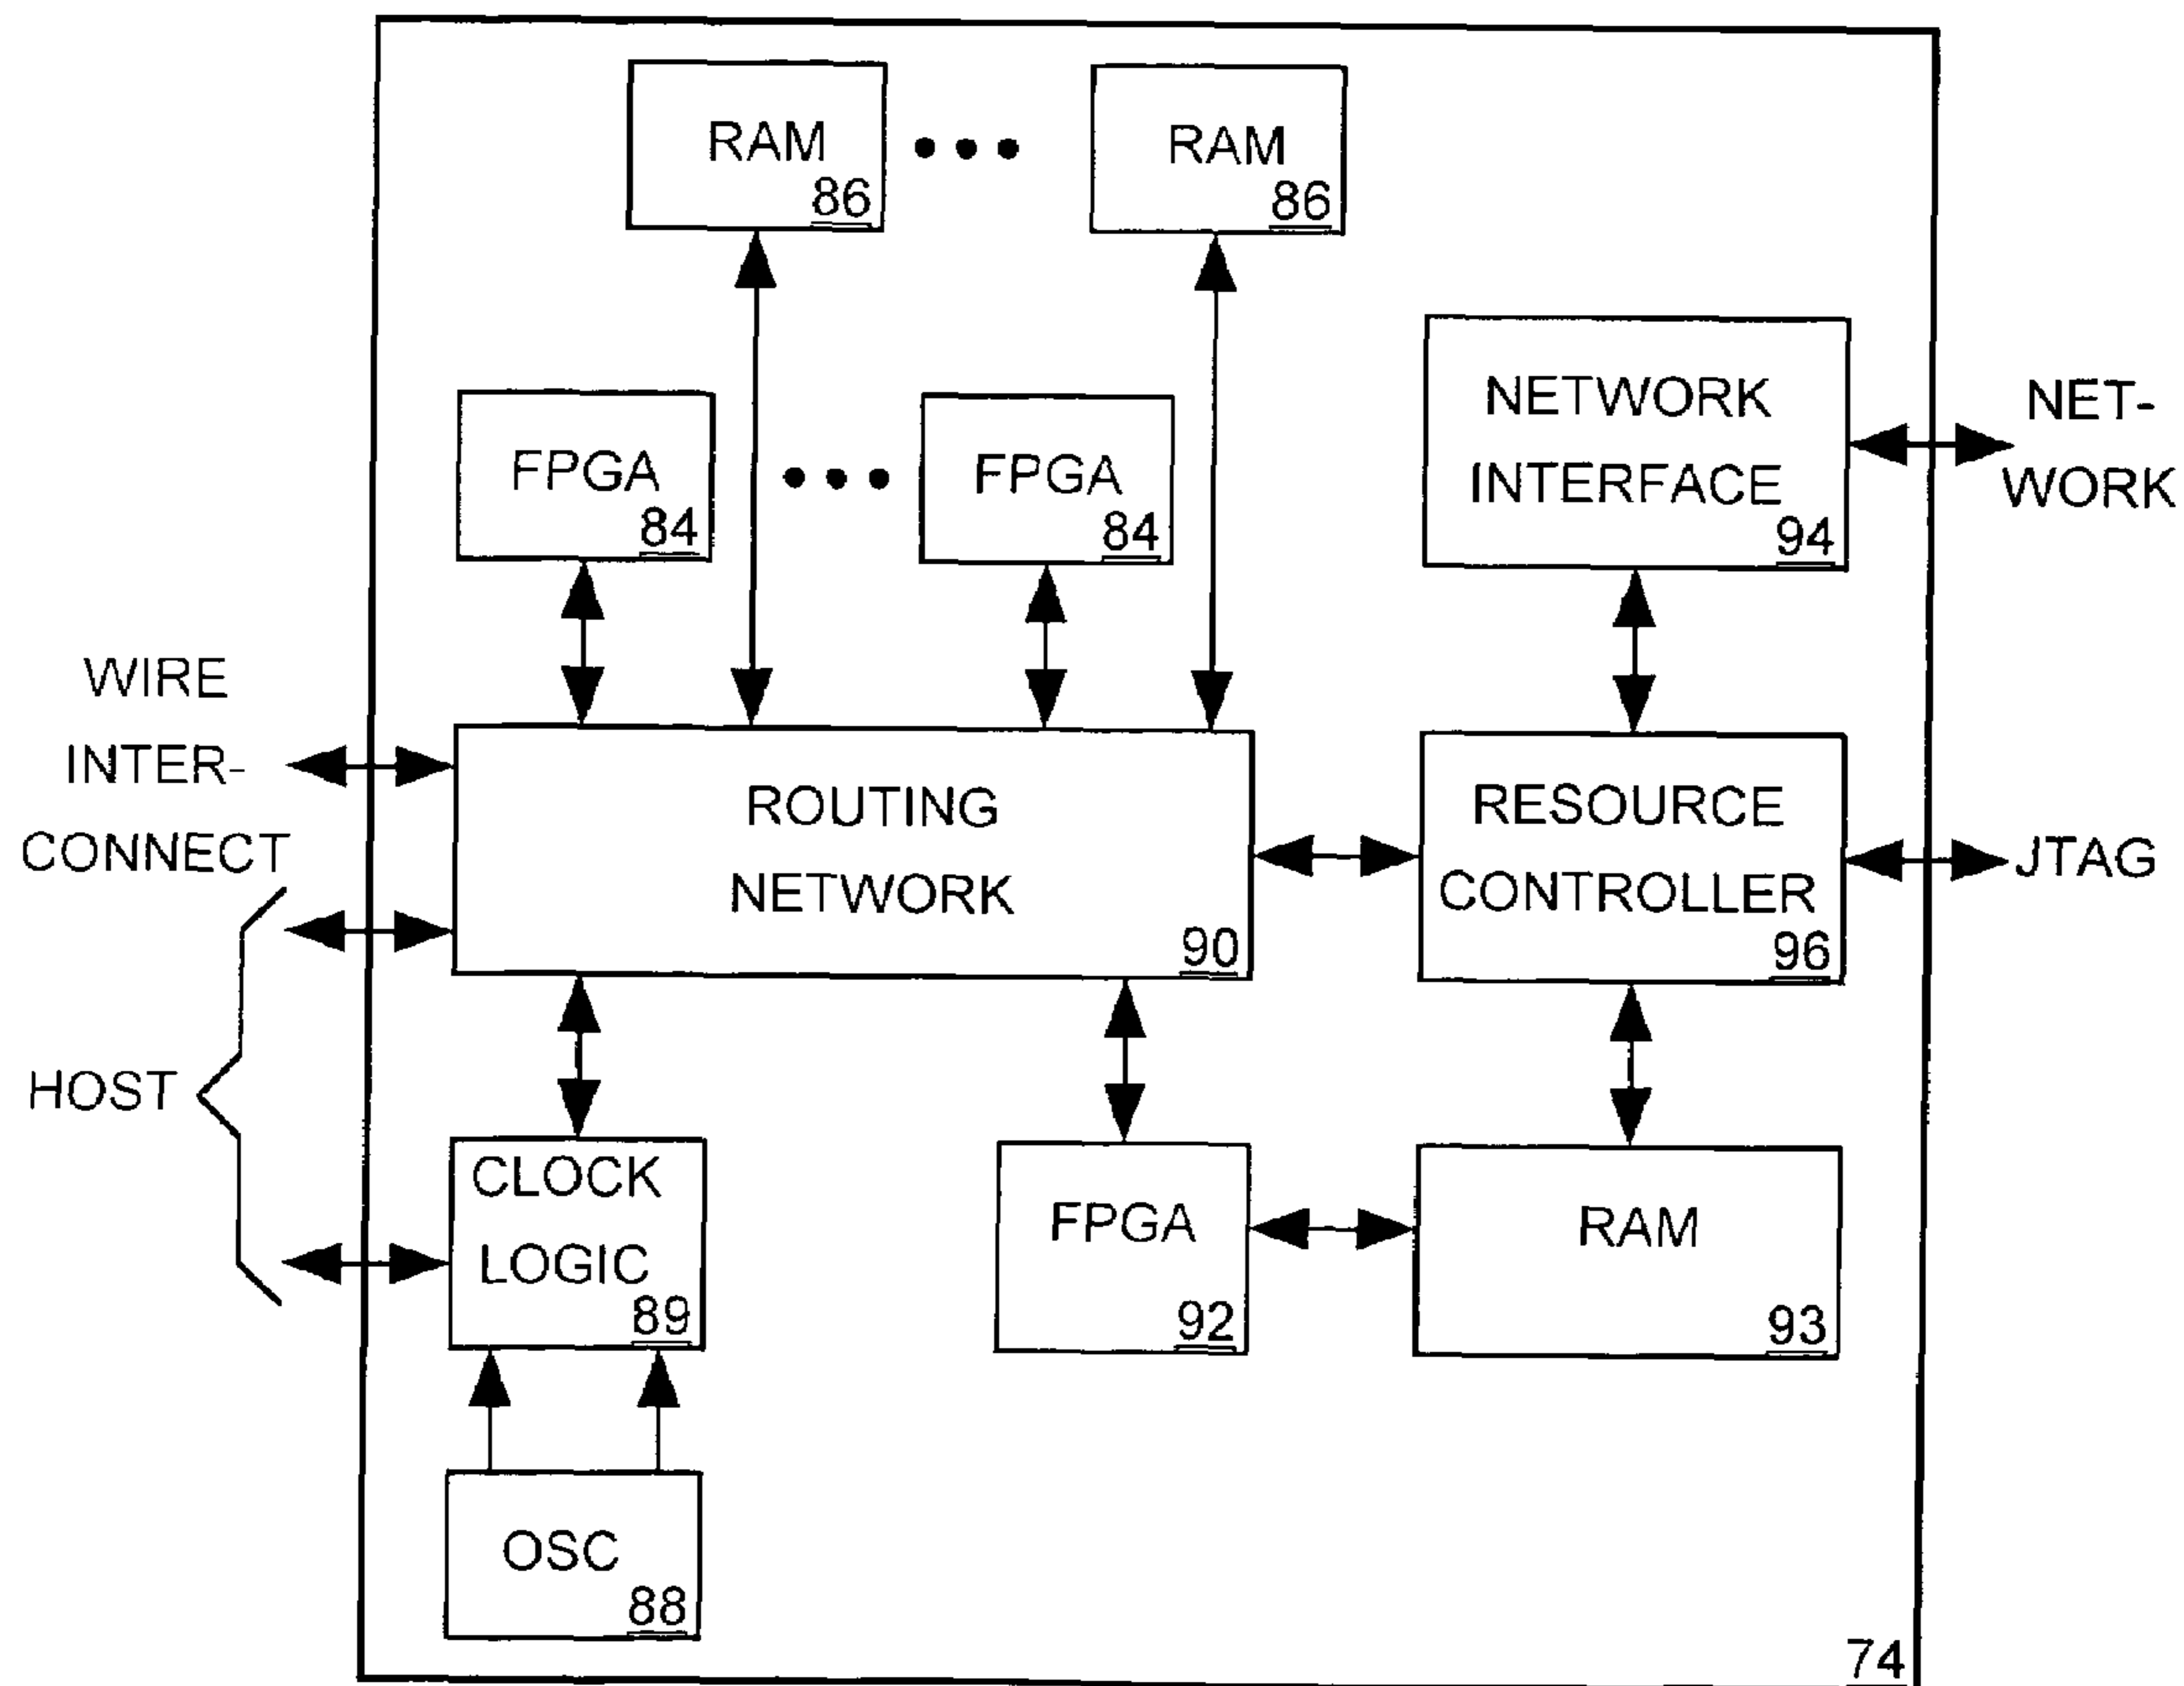 RAM
86
RAM
86
FPGA
84
FPGA
84
NETWORK
INTERFACE
94
NET-
WORK
WIRE
INTER-
CONNECT
ROUTING
NETWORK
90
RESOURCE
CONTROLLER
96
JTAG
HOST
CLOCK
LOGIC
89
FPGA
92
RAM
93
OSC
88
74